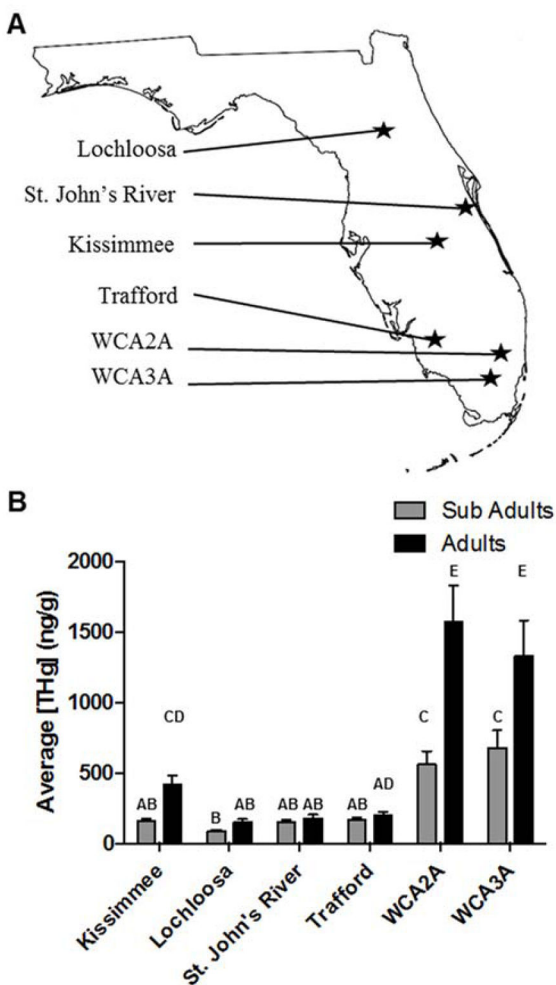 A
Lochloosa
St. John's River
Kissimmee
Trafford
WCA2A
WCA3A
B
Sub Adults
Adults
Average [THg] (ng/g)
2000
1500
1000
500
0
AB
CD
B
AB
AB
AB
AB
AD
C
E
C
E
Kissimmee
Lochloosa
St. John's River
Trafford
WCA2A
WCA3A